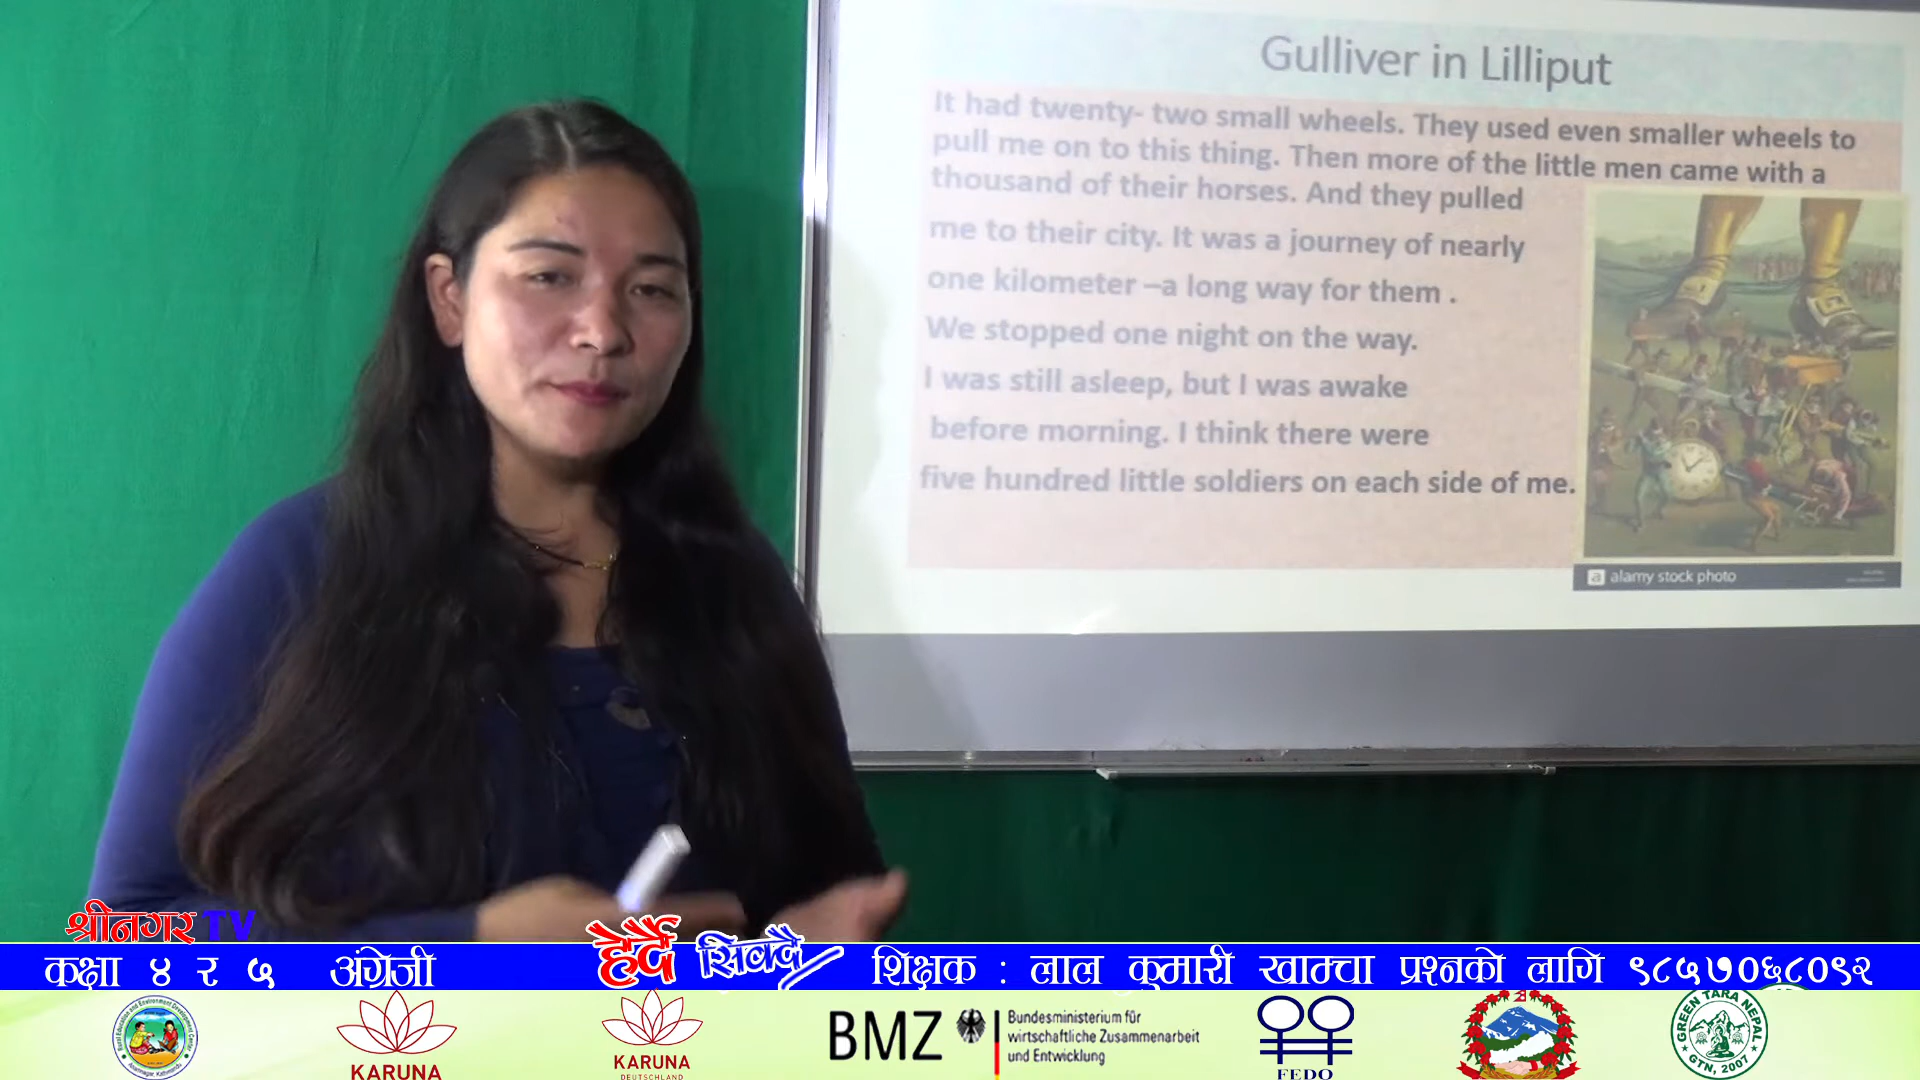 Gulliver in Lilliput
It had twenty- two small wheels. They used even smaller wheels to
pull me on to this thing. Then more of the little men came with a
thousand of their horses. And they pulled
me to their city. It was a journey of nearly
one kilometer –a long way for them .
We stopped one night on the way.
I was still asleep, but I was awake
before morning. I think there were
five hundred little soldiers on each side of me.
a alamy stock photo
श्रीनगर TV
कक्षा ४ र ५ अंग्रेजी
हेर्दै सिक्दै
शिक्षक : लाल कुमारी खाम्चा प्रश्नको लागि ९८५७०६८०९२
KARUNA
KARUNA
DEUTSCHLAND
BMZ
Bundesministerium für
wirtschaftliche Zusammenarbeit
und Entwicklung
FEDO
GREEN TARA NEPAL
GTN, 2007